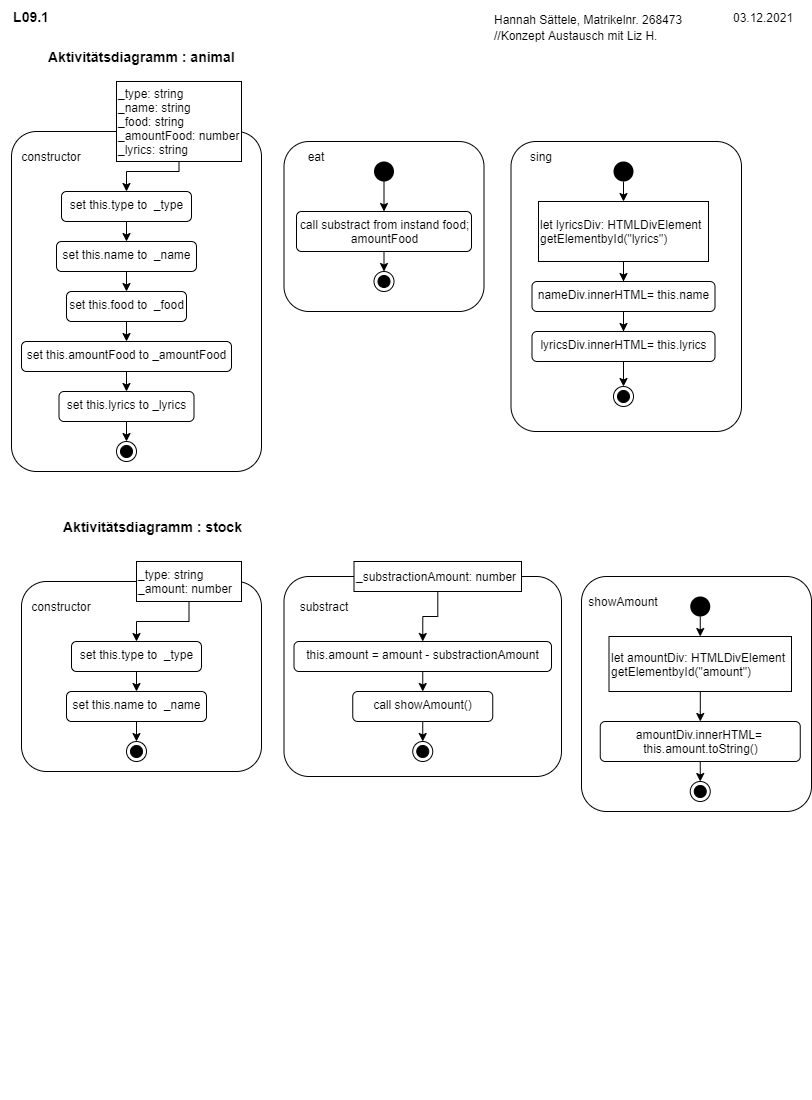 L09.1
Hannah Sättele, Matrikelnr. 268473
03.12.2021
//Konzept Austausch mit Liz H.
Aktivitätsdiagramm : animal
_type: string
_name: string
_food: string
_amountFood: number
_lyrics: string
constructor
set this.type to _type
set this.name to _name
set this.food to _food
set this.amountFood to _amountFood
set this.lyrics to _lyrics
eat
call substract from instand food;
amountFood
sing
let lyricsDiv: HTMLDivElement
getElementbyId("lyrics")
nameDiv.innerHTML= this.name
lyricsDiv.innerHTML= this.lyrics
Aktivitätsdiagramm : stock
_type: string
_amount: number
constructor
set this.type to _type
set this.name to _name
_substractionAmount: number
substract
this.amount = amount - substractionAmount
call showAmount()
showAmount
let amountDiv: HTMLDivElement
getElementbyId("amount")
amountDiv.innerHTML=
this.amount.toString()